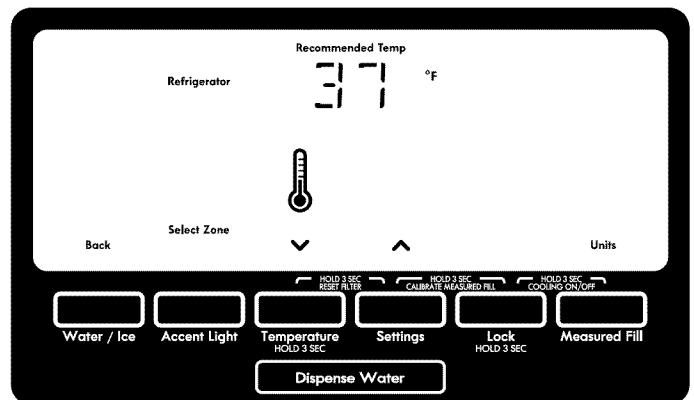 Recommended Temp
Refrigerator 37 °F
Select Zone
Back Units
HOLD 3 SEC HOLD 3 SEC HOLD 3 SEC
RESET FILTER CALIBRATE MEASURED FILL COOLING ON/OFF
Water / Ice Accent Light Temperature Settings Lock Measured Fill
HOLD 3 SEC HOLD 3 SEC
Dispense Water